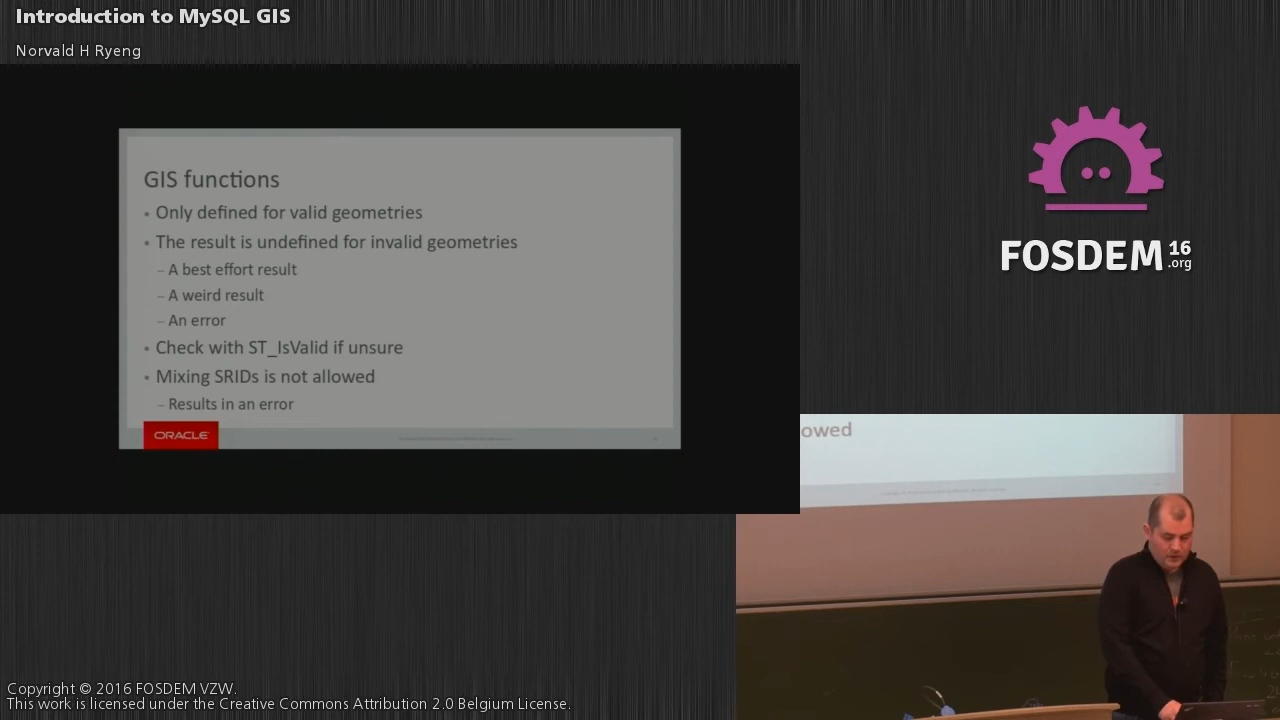 Introduction to MySQL GIS
Norvald H Ryeng
GIS functions
• Only defined for valid geometries
• The result is undefined for invalid geometries
– A best effort result
– A weird result
– An error
• Check with ST_IsValid if unsure
• Mixing SRIDs is not allowed
– Results in an error
ORACLE
FOSDEM 16
.org
owed
Copyright © 2016 FOSDEM VZW.
This work is licensed under the Creative Commons Attribution 2.0 Belgium License.